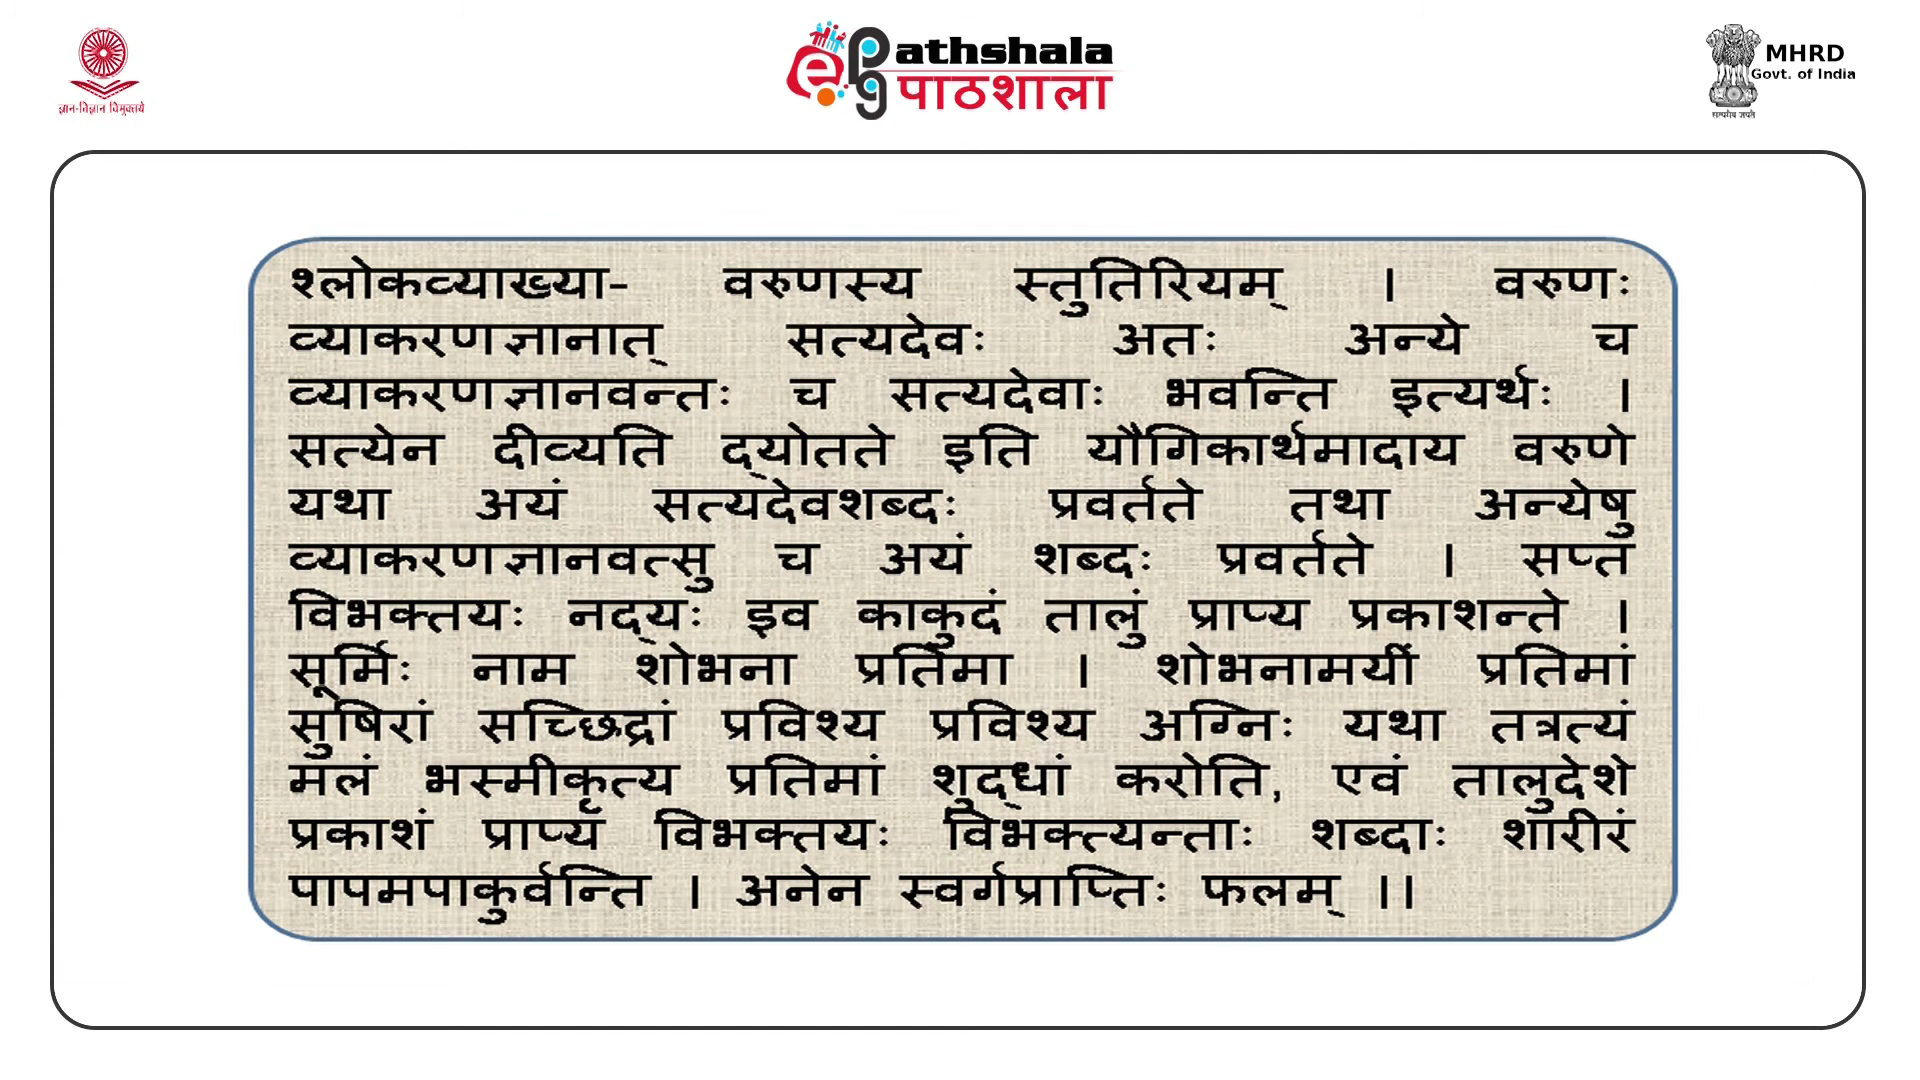 ज्ञान-विज्ञान विमुक्तये
ePathshala
पाठशाला
MHRD
Govt. of India
सत्यमेव जयते
श्लोकव्याख्या- वरुणस्य स्तुतिरियम् । वरुणः
व्याकरणज्ञानात् सत्यदेवः अतः अन्ये च
व्याकरणज्ञानवन्तः च सत्यदेवाः भवन्ति इत्यर्थः ।
सत्येन दीव्यति द्योतते इति यौगिकार्थमादाय वरुणे
यथा अयं सत्यदेवशब्दः प्रवर्तते तथा अन्येषु
व्याकरणज्ञानवत्सु च अयं शब्दः प्रवर्तते । सप्त
विभक्तयः नद्यः इव काकुदं तालुं प्राप्य प्रकाशन्ते ।
सूर्मिः नाम शोभना प्रतिमा । शोभनामयीं प्रतिमां
सुषिरां सच्छिद्रां प्रविश्य प्रविश्य अग्निः यथा तत्रत्यं
मलं भस्मीकृत्य प्रतिमां शुद्धां करोति, एवं तालुदेशे
प्रकाशं प्राप्य विभक्तयः विभक्त्यन्ताः शब्दाः शारीरं
पापमपाकुर्वन्ति । अनेन स्वर्गप्राप्तिः फलम् ।।